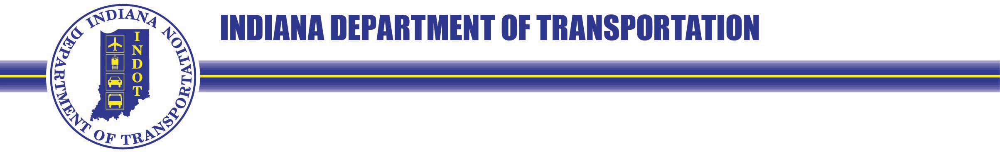 INDIANA DEPARTMENT OF TRANSPORTATION
INDIANA DEPARTMENT OF TRANSPORTATION
INDOT